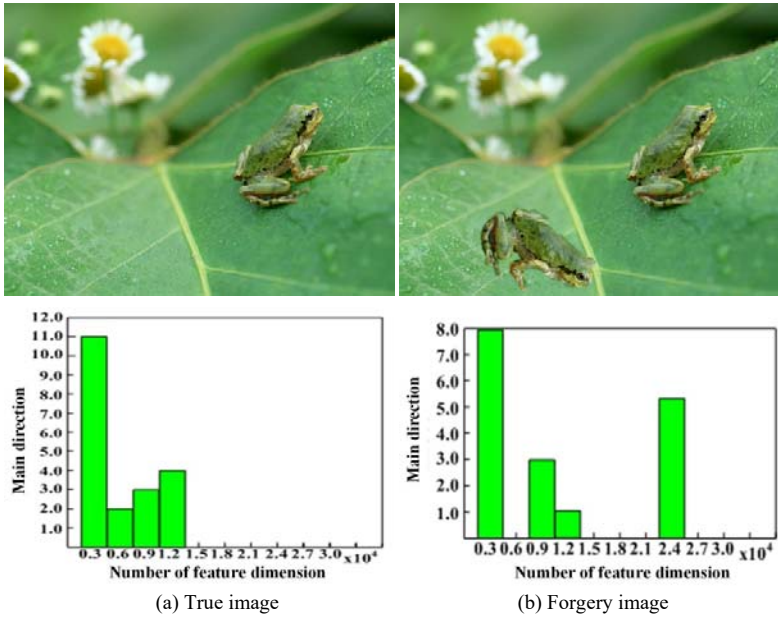 12.0
11.0
10.0
9.0
8.0
7.0
6.0
5.0
4.0
3.0
2.0
1.0
Main direction
0.3 0.6 0.9 1.2 1.5 1.8 2.1 2.4 2.7 3.0 x10⁴
Number of feature dimension
(a) True image
8.0
7.0
6.0
5.0
4.0
3.0
2.0
1.0
Main direction
0.3 0.6 0.9 1.2 1.5 1.8 2.1 2.4 2.7 3.0 x10⁴
Number of feature dimension
(b) Forgery image